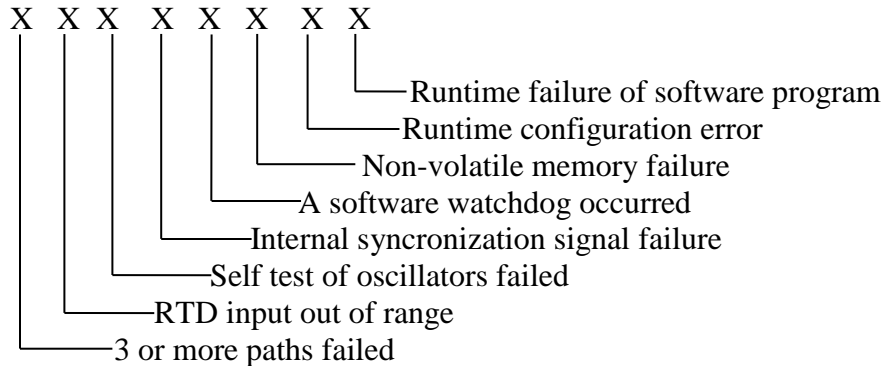 X X X X X X X X
Runtime failure of software program
Runtime configuration error
Non-volatile memory failure
A software watchdog occurred
Internal syncronization signal failure
Self test of oscillators failed
RTD input out of range
3 or more paths failed